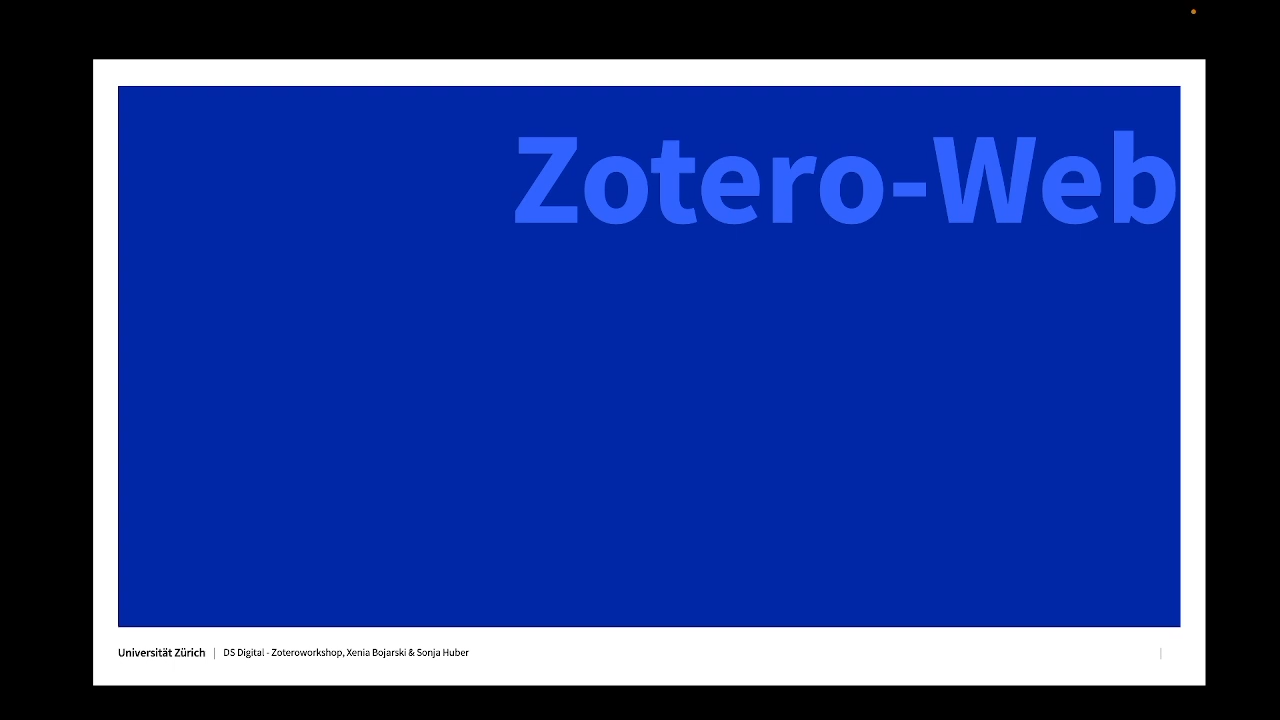 Zotero-Web
Universität Zürich | DS Digital - Zoteroworkshop, Xenia Bojarski & Sonja Huber |